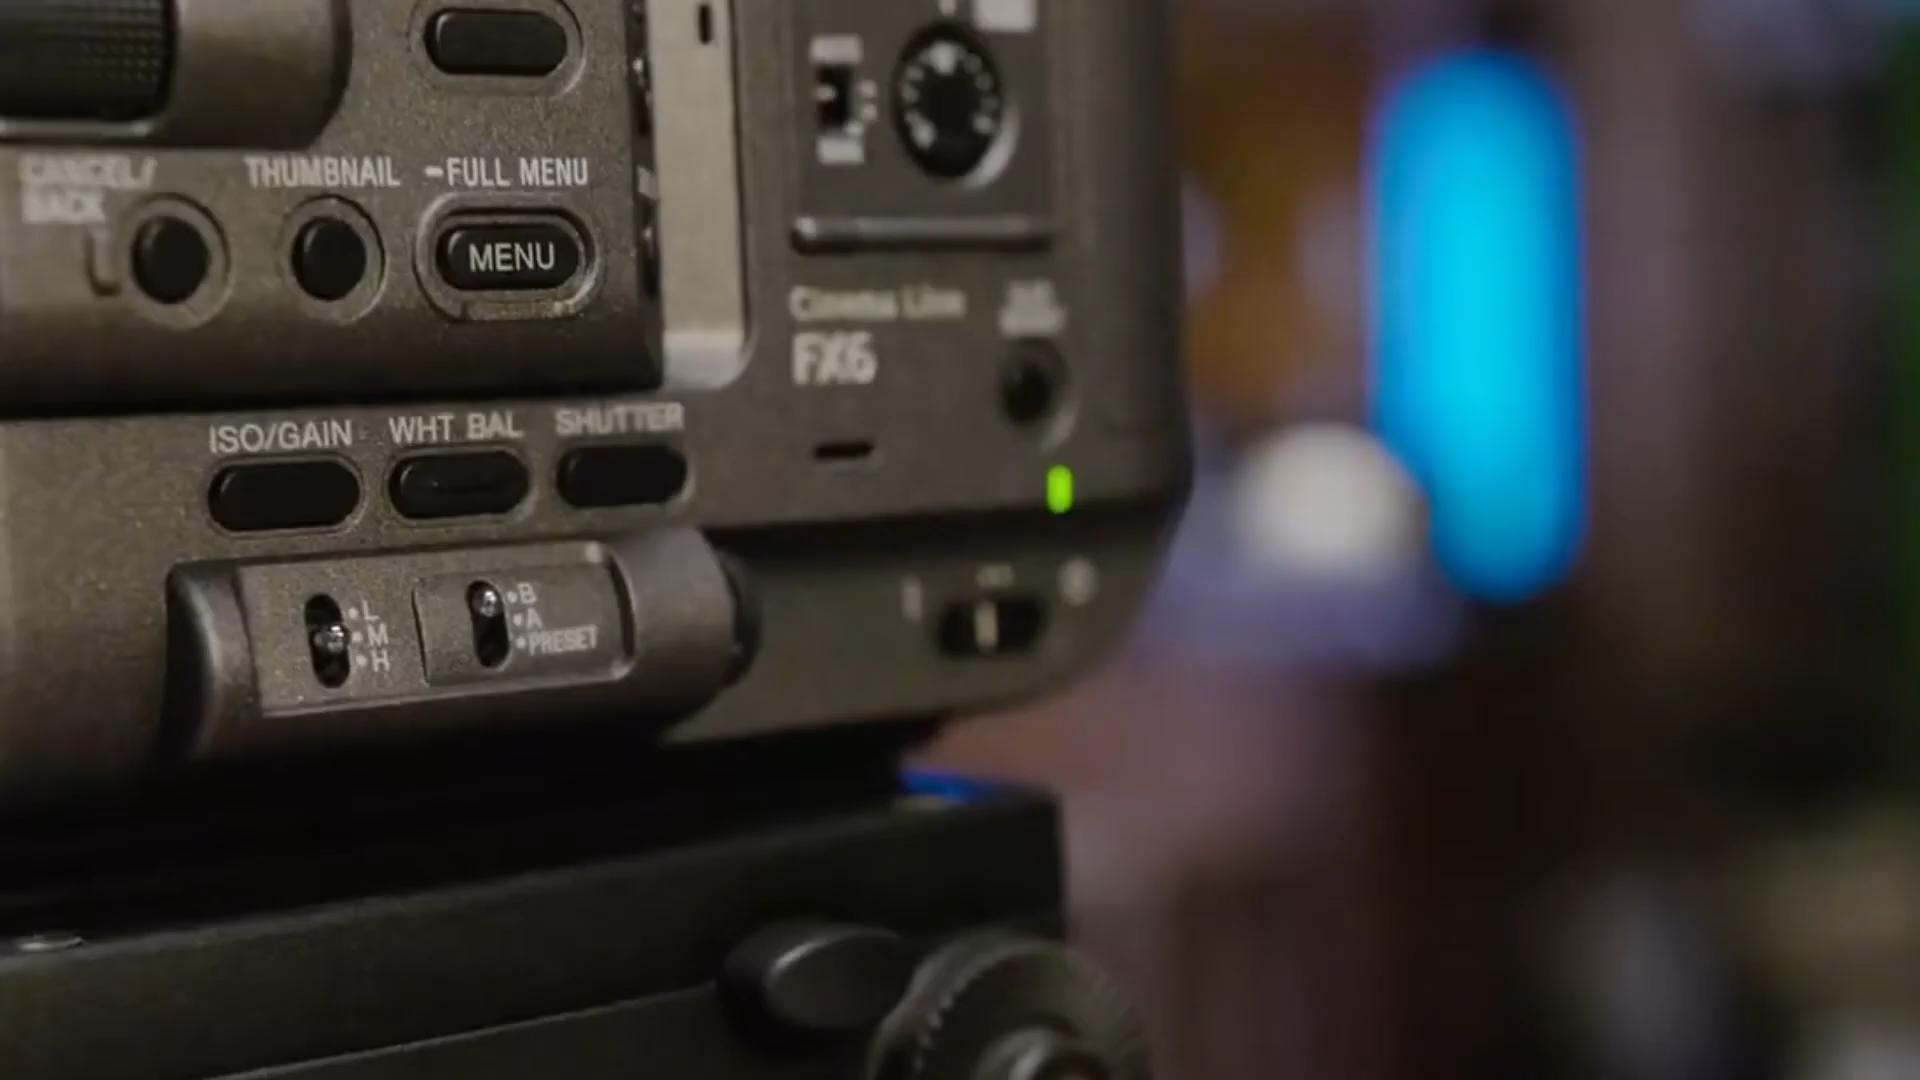 CANCEL/
BACK
THUMBNAIL
FULL MENU
MENU
Cinema Line
FX6
ISO/GAIN
WHT BAL
SHUTTER
L
M
H
B
A
PRESET